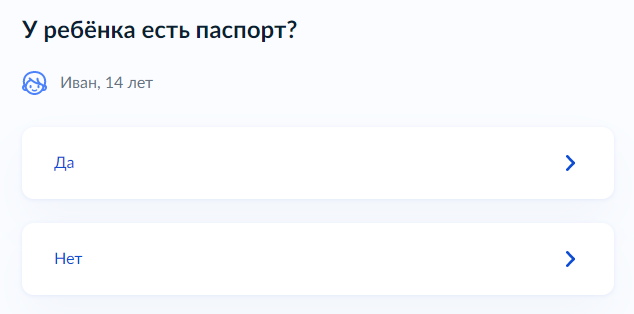 У ребёнка есть паспорт?
Иван, 14 лет
Да
Нет